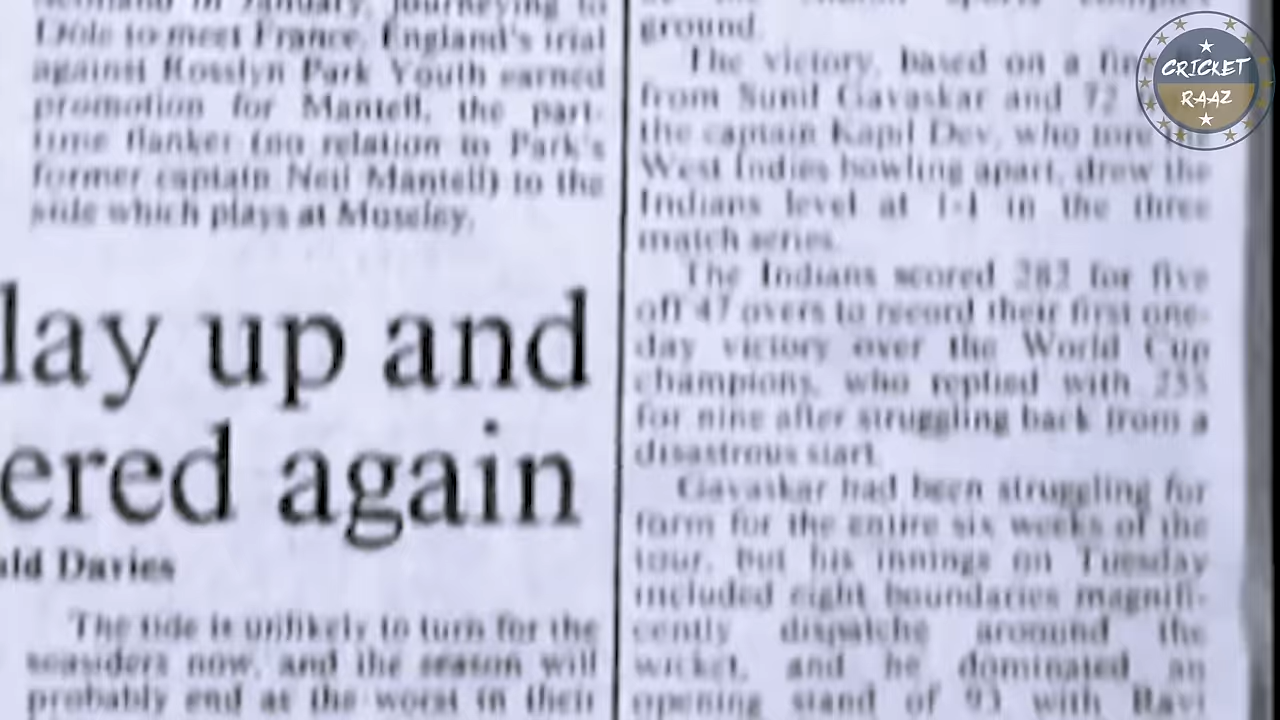 Dole to meet France. England's trial
against Rosslyn Park Youth earned
promotion for Mantell, the part-
time flanker (no relation to Park's
former captain Neil Mantell) to the
side which plays at Moseley.
lay up and
ered again
ald Davies
The tide is unlikely to turn for the
seasiders now, and the season will
probably end as the worst in their
ground.
The victory, based on a
from Sunil Gavaskar and 72
the captain Kapil Dev, who tore
West Indies bowling apart, drew the
Indians level at 1-1 in the three
match series.
The Indians scored 282 for five
off 47 overs to record their first one-
day victory over the World Cup
champions, who replied with 255
for nine after struggling back from a
disastrous start.
Gavaskar had been struggling for
form for the entire six weeks of the
tour, but his innings on Tuesday
included eight boundaries magnifi-
cently dispatche aroound the
wicket, and he dominated an
opening stand of 93 with Ravi
CRICKET
RAAZ